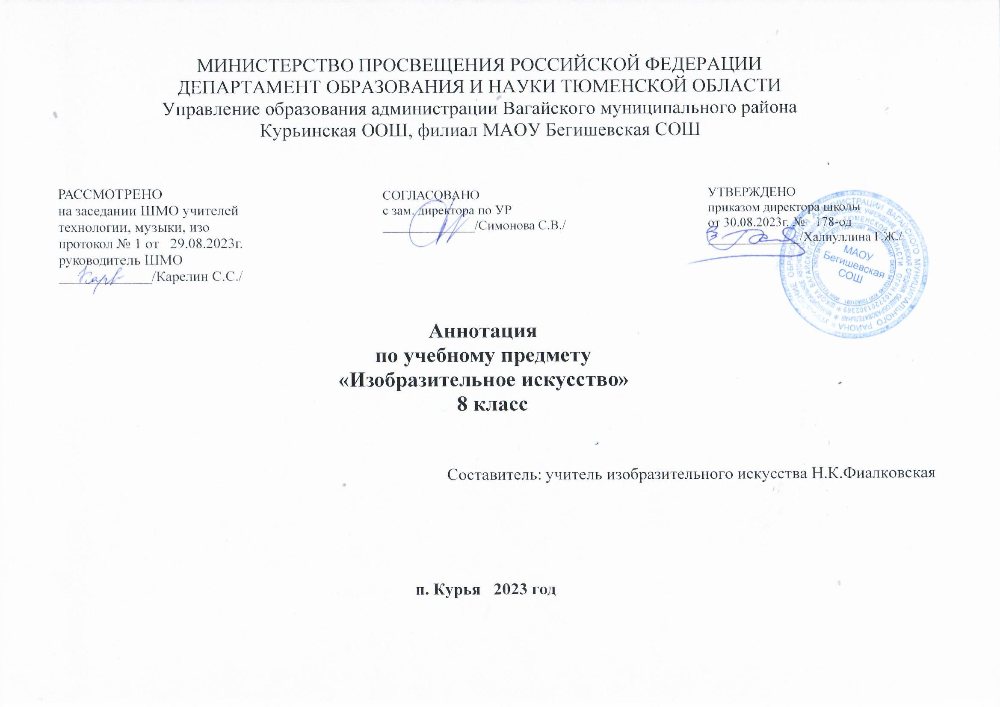 МИНИСТЕРСТВО ПРОСВЕЩЕНИЯ РОССИЙСКОЙ ФЕДЕРАЦИИ
ДЕПАРТАМЕНТ ОБРАЗОВАНИЯ И НАУКИ ТЮМЕНСКОЙ ОБЛАСТИ
Управление образования администрации Вагайского муниципального района
Курьинская ООШ, филиал МАОУ Бегишевская СОШ
РАССМОТРЕНО
на заседании ШМО учителей
технологии, музыки, изо
протокол № 1 от 29.08.2023г.
руководитель ШМО
/Карелин С.С./
СОГЛАСОВАНО
с зам. директора по УР
/Симонова С.В./
УТВЕРЖДЕНО
приказом директора школы
от 30.08.2023г. № 178-од
/Халиуллина Г.Ж./
МАОУ
Бегишевская
СОШ
Аннотация
по учебному предмету
«Изобразительное искусство»
8 класс
Составитель: учитель изобразительного искусства Н.К.Фиалковская
п. Курья 2023 год